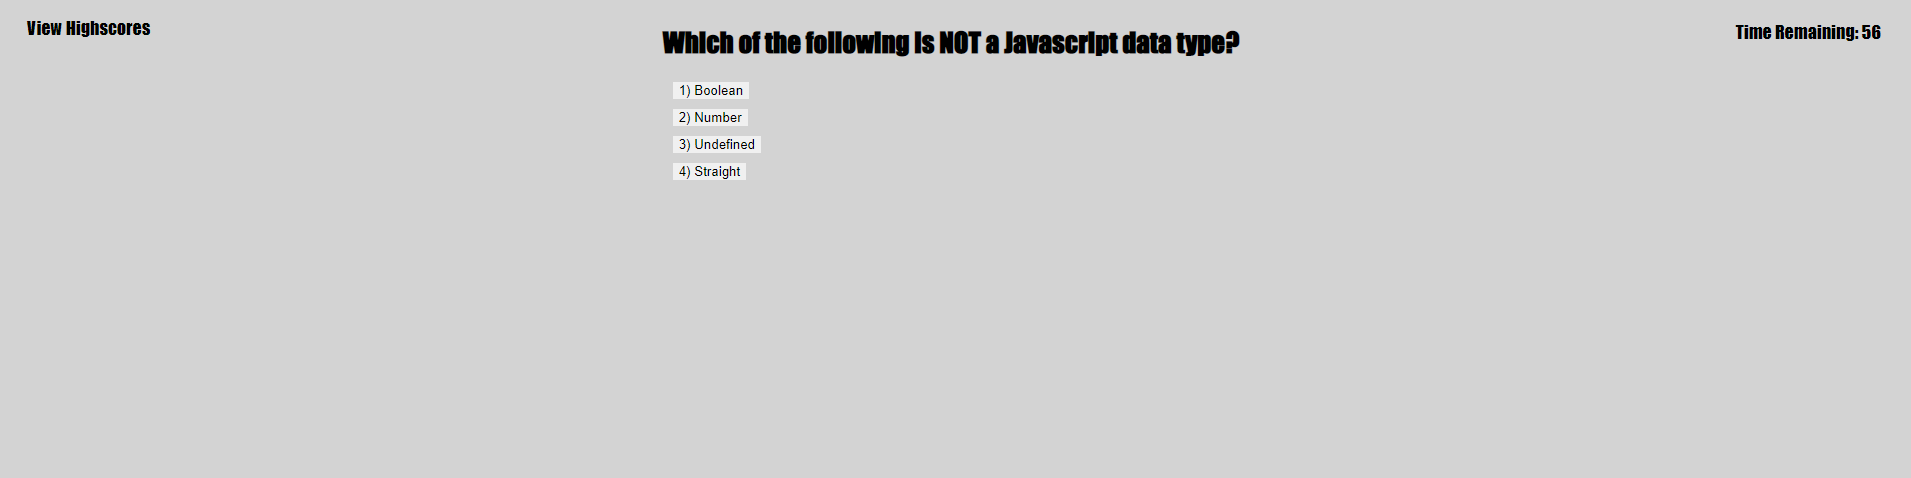 View Highscores
Time Remaining: 56
Which of the following is NOT a Javascript data type?
1) Boolean
2) Number
3) Undefined
4) Straight